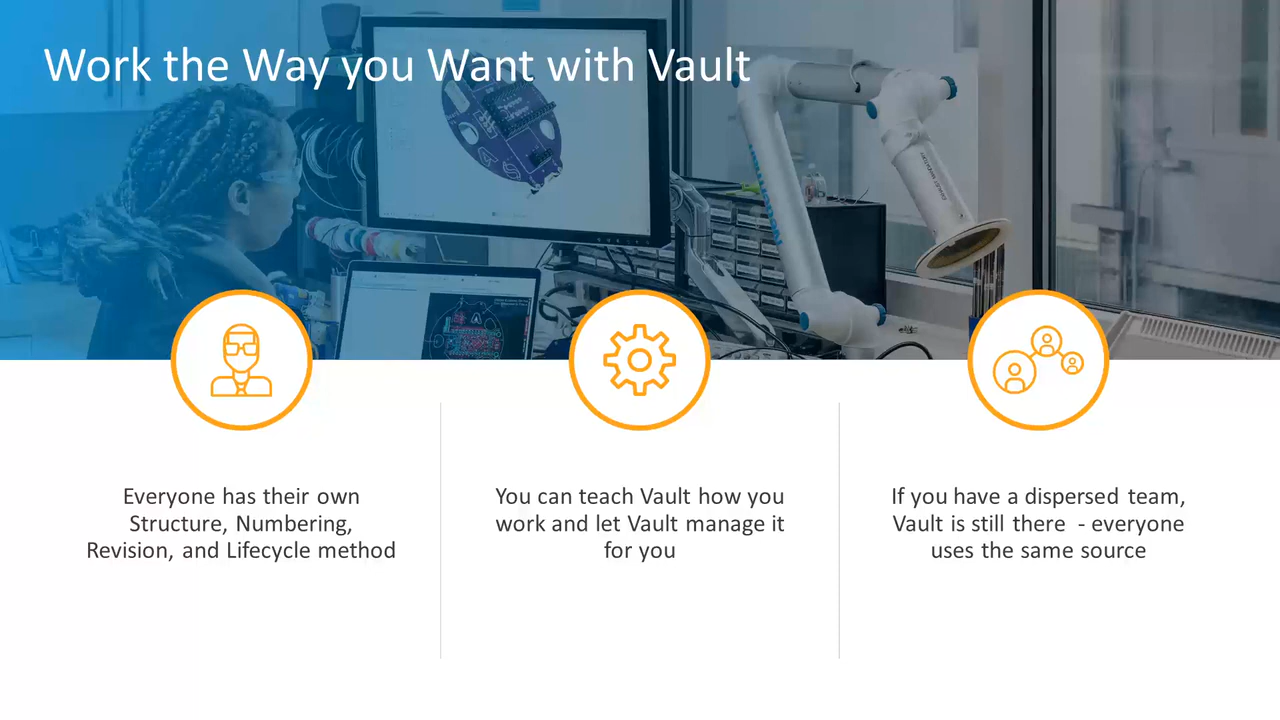 Work the Way you Want with Vault
Everyone has their own
Structure, Numbering,
Revision, and Lifecycle method
You can teach Vault how you
work and let Vault manage it
for you
If you have a dispersed team,
Vault is still there - everyone
uses the same source